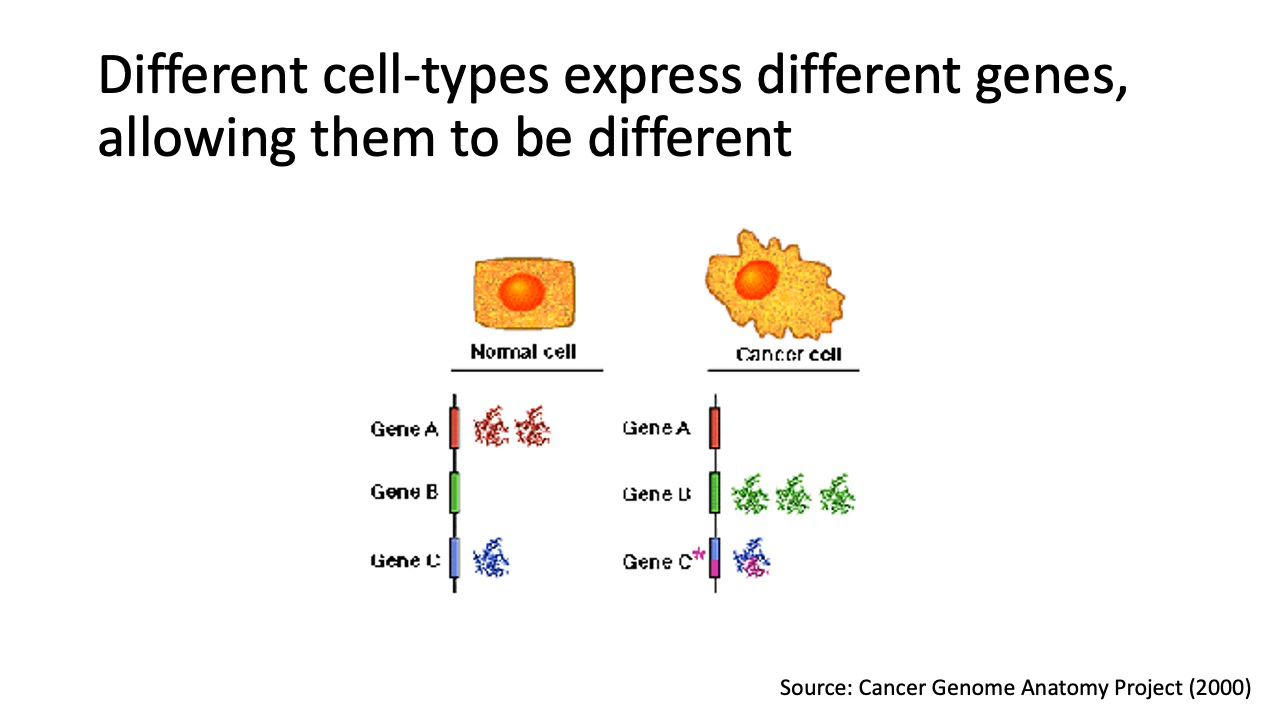 Different cell-types express different genes,
allowing them to be different
Normal cell
Cancer cell
Gene A
Gene A
Gene B
Gene B
Gene C
Gene C*
Source: Cancer Genome Anatomy Project (2000)